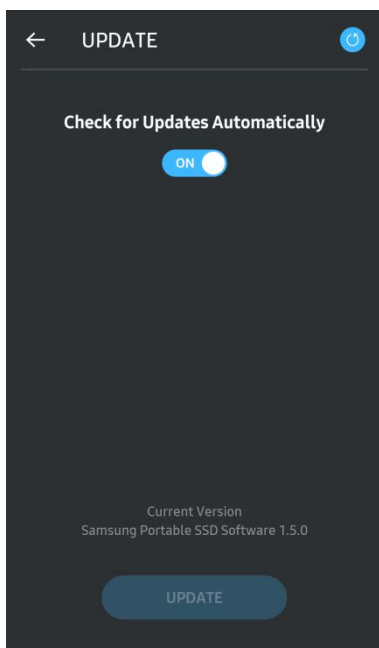 UPDATE
Check for Updates Automatically
ON
Current Version
Samsung Portable SSD Software 1.5.0
UPDATE